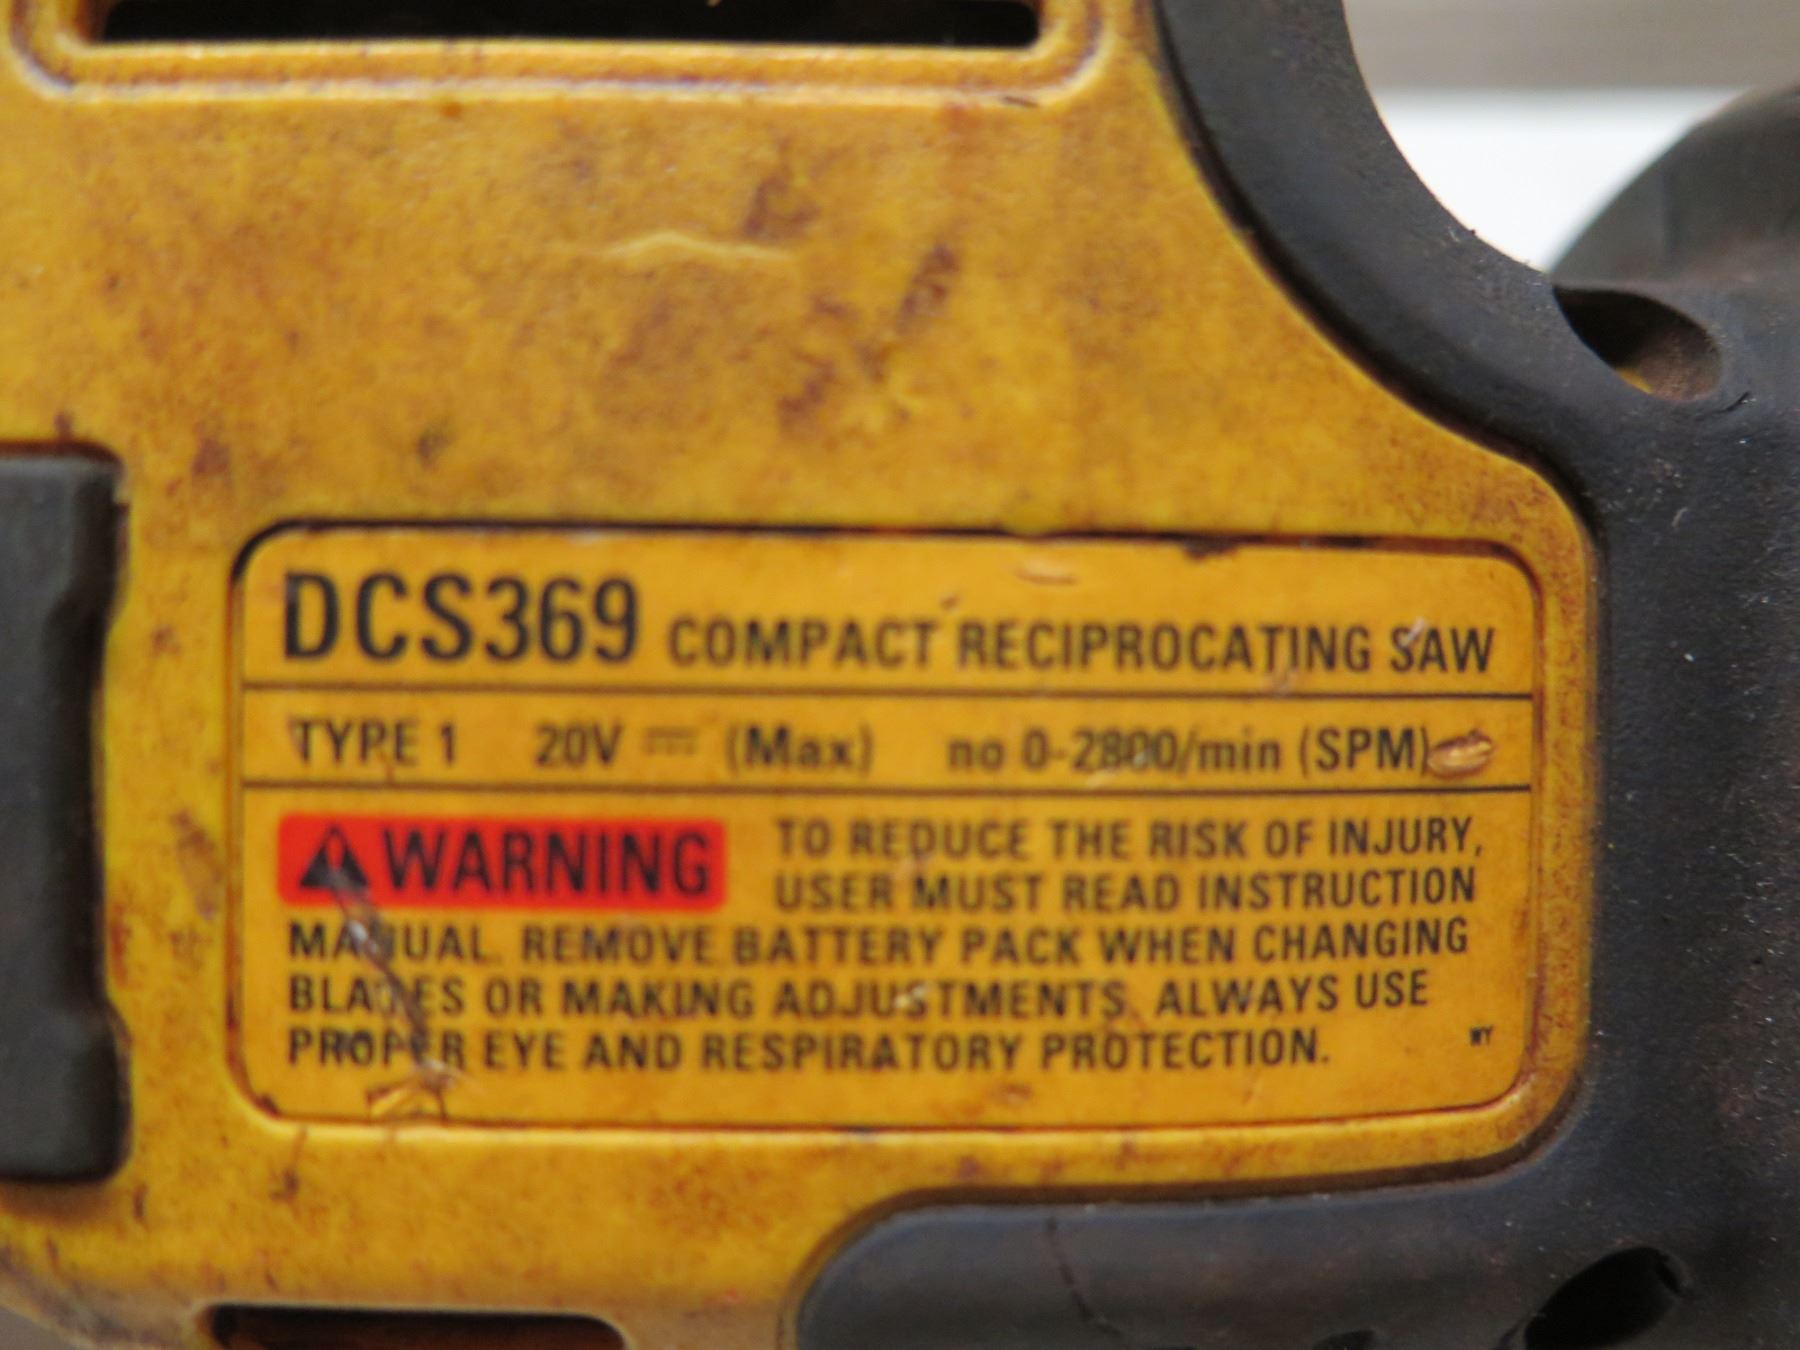 DCS369 COMPACT RECIPROCATING SAW
TYPE 1 20V ⎓ (Max) no 0-2800/min (SPM)
WARNING TO REDUCE THE RISK OF INJURY,
USER MUST READ INSTRUCTION
MANUAL. REMOVE BATTERY PACK WHEN CHANGING
BLADES OR MAKING ADJUSTMENTS. ALWAYS USE
PROPER EYE AND RESPIRATORY PROTECTION.
WY